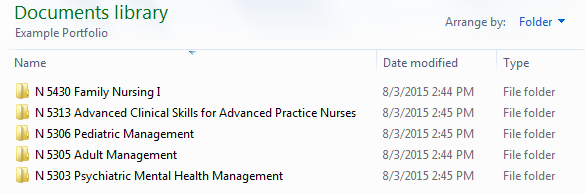 Documents library
Example Portfolio
Arrange by: Folder
Name Date modified Type
N 5430 Family Nursing I 8/3/2015 2:44 PM File folder
N 5313 Advanced Clinical Skills for Advanced Practice Nurses 8/3/2015 2:45 PM File folder
N 5306 Pediatric Management 8/3/2015 2:45 PM File folder
N 5305 Adult Management 8/3/2015 2:44 PM File folder
N 5303 Psychiatric Mental Health Management 8/3/2015 2:45 PM File folder